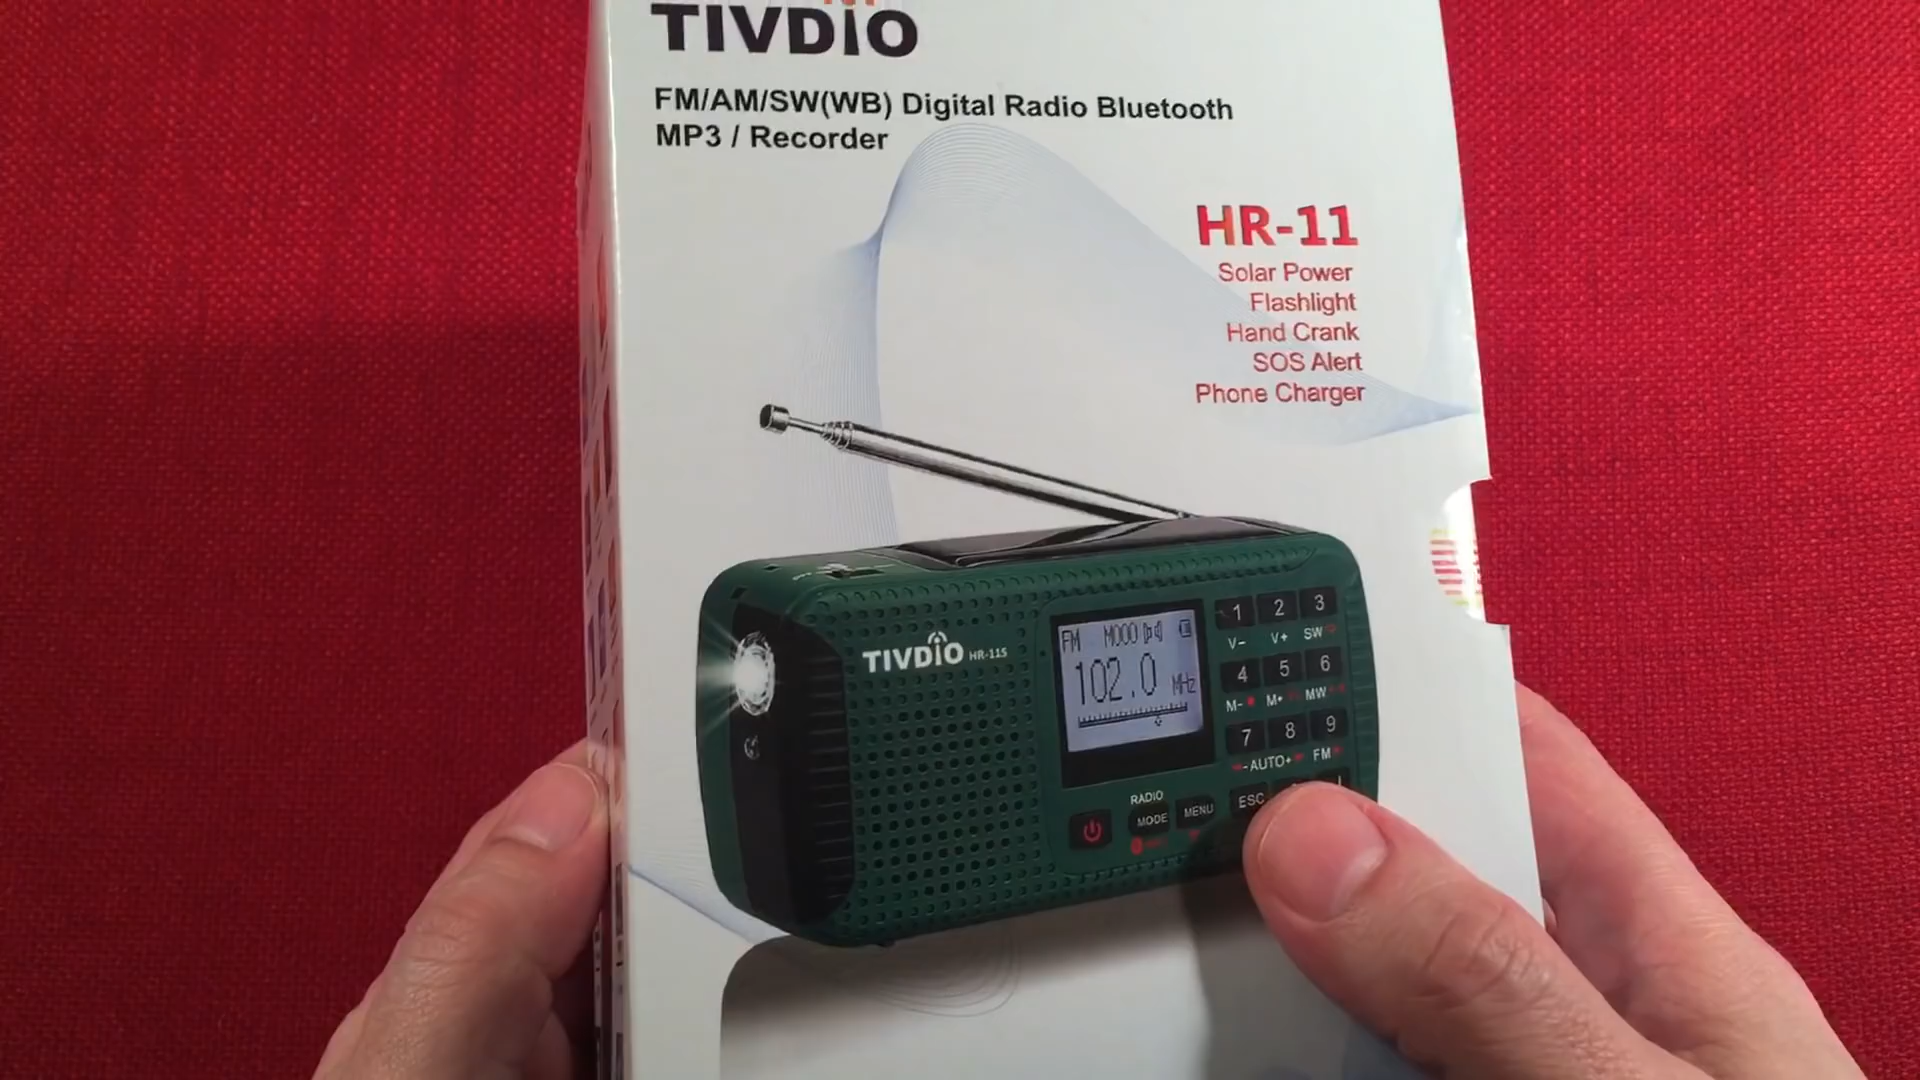 TIVDIO
FM/AM/SW(WB) Digital Radio Bluetooth
MP3 / Recorder
HR-11
Solar Power
Flashlight
Hand Crank
SOS Alert
Phone Charger
TIVDIO HR-11S
FM M000
102.0 MHz
1 2 3
V- V+ SW
4 5 6
M- M+ MW
7 8 9
-AUTO+ FM
RADIO
MODE MENU ESC